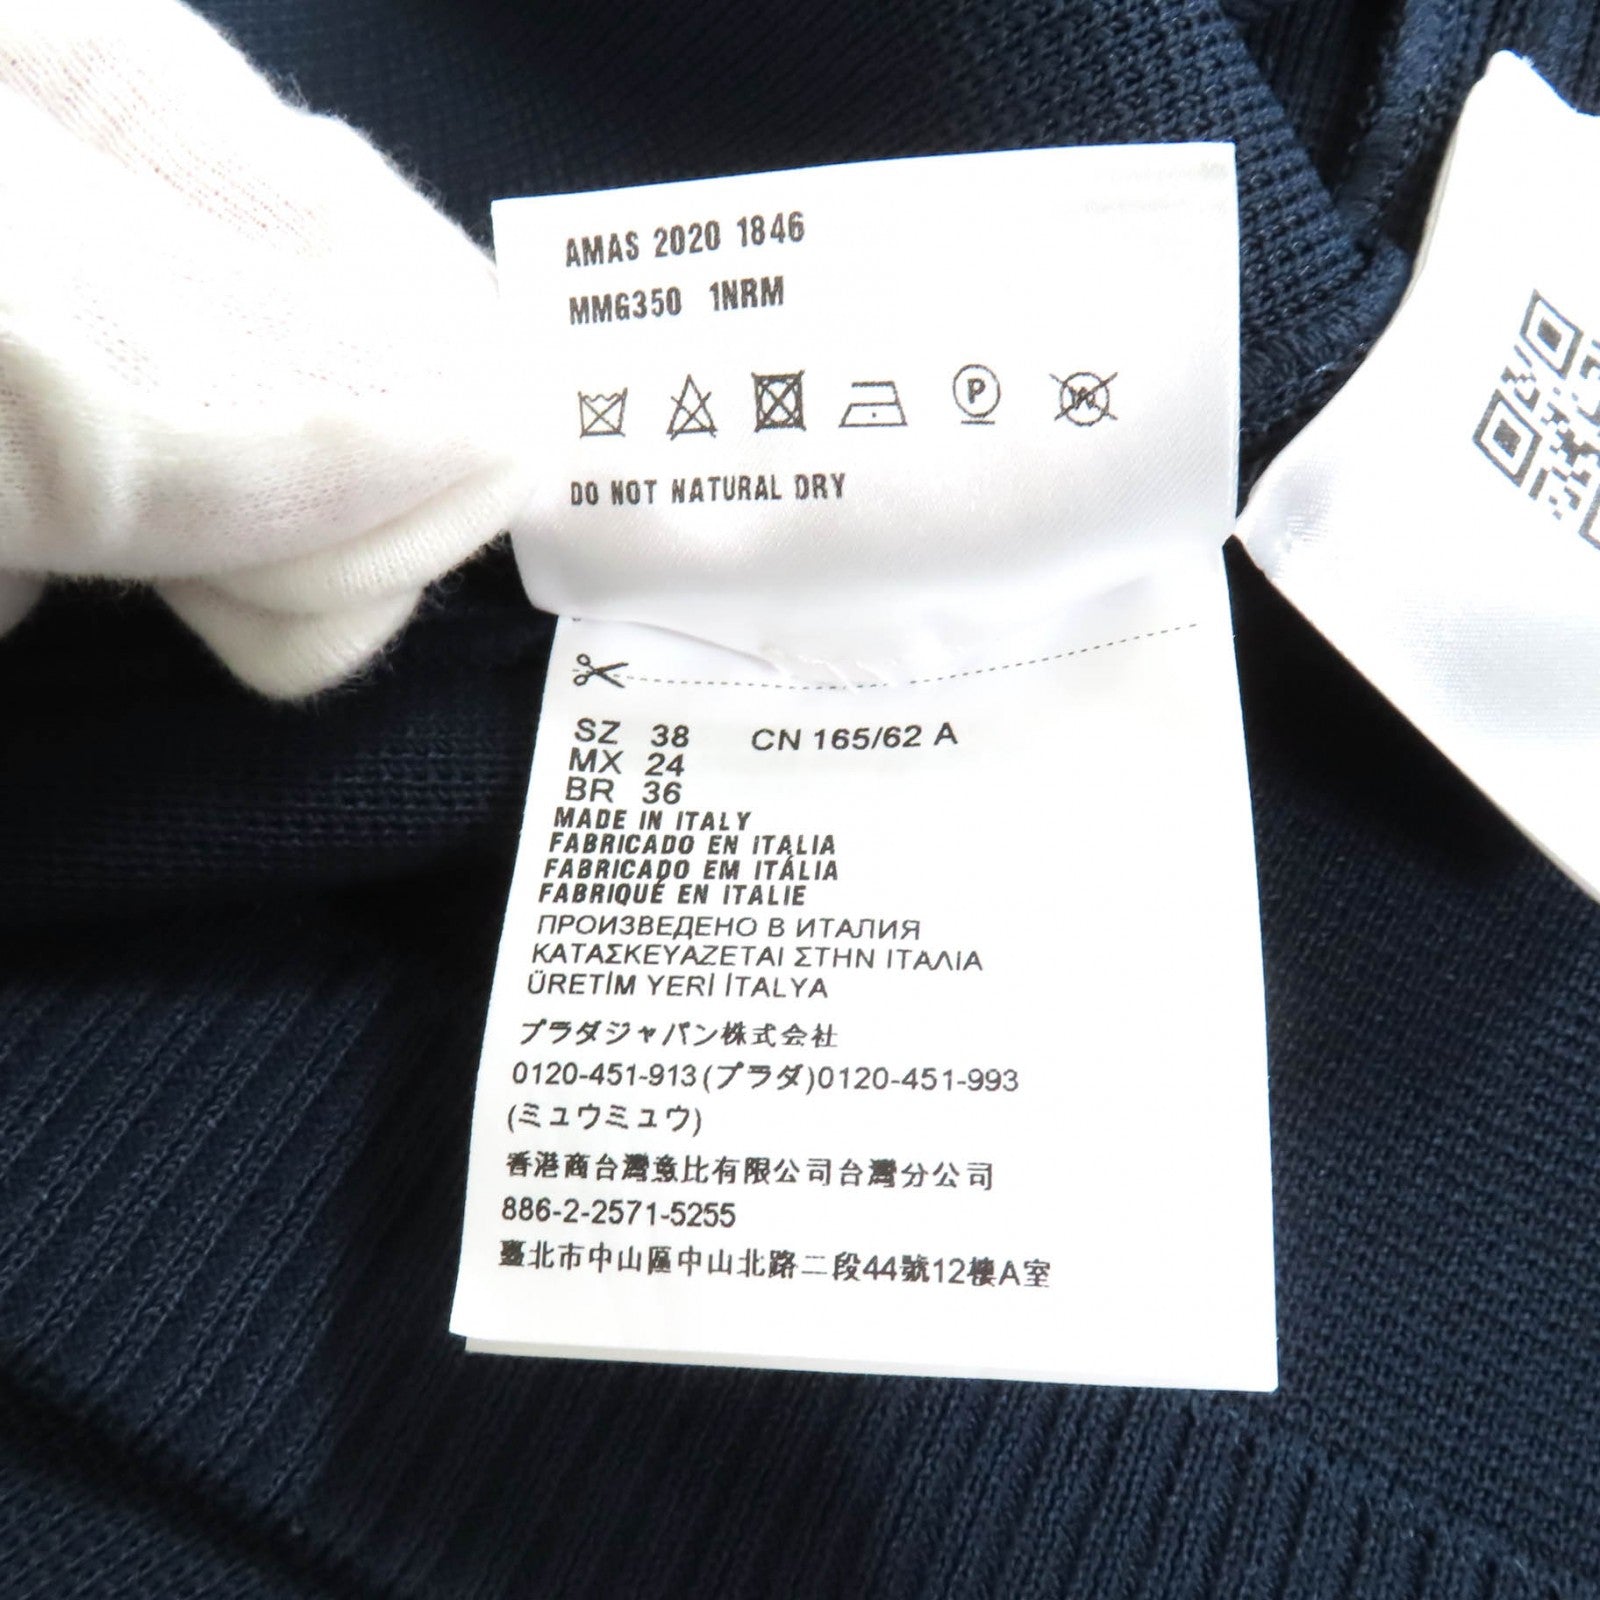 AMAS 2020 1846
MMG350 1NRM
P
W
DO NOT NATURAL DRY
SZ 38 CN 165/62 A
MX 24
BR 36
MADE IN ITALY
FABRICADO EN ITALIA
FABRICADO EM ITÁLIA
FABRIQUÉ EN ITALIE
ПРОИЗВЕДЕНО В ИТАЛИЯ
ΚΑΤΑΣΚΕΥΑΖΕΤΑΙ ΣΤΗΝ ΙΤΑΛΙΑ
ÜRETİM YERİ İTALYA
プラダジャパン株式会社
0120-451-913(プラダ)0120-451-993
(ミュウミュウ)
香港商台灣意比有限公司台灣分公司
886-2-2571-5255
臺北市中山區中山北路二段44號12樓A室